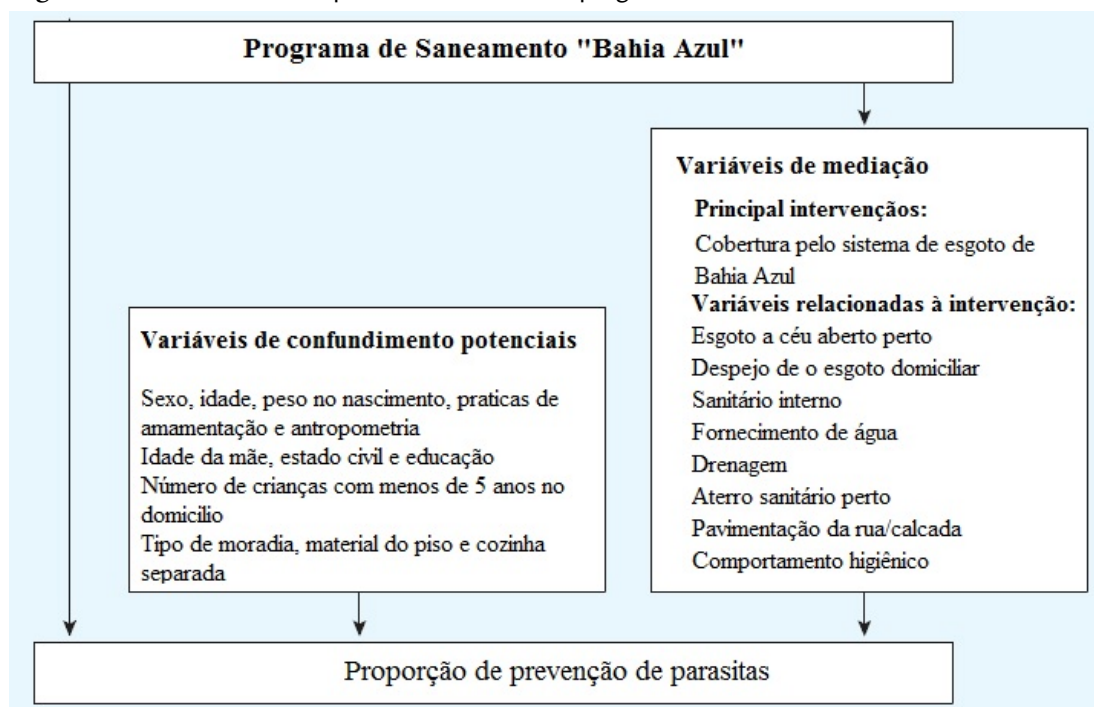 Programa de Saneamento "Bahia Azul"
Variáveis de mediação
Principal intervençãos:
Cobertura pelo sistema de esgoto de
Bahia Azul
Variáveis relacionadas à intervenção:
Esgoto a céu aberto perto
Despejo de o esgoto domiciliar
Sanitário interno
Fornecimento de água
Drenagem
Aterro sanitário perto
Pavimentação da rua/calcada
Comportamento higiênico
Variáveis de confundimento potenciais
Sexo, idade, peso no nascimento, praticas de
amamentação e antropometria
Idade da mãe, estado civil e educação
Número de crianças com menos de 5 anos no
domicilio
Tipo de moradia, material do piso e cozinha
separada
Proporção de prevenção de parasitas